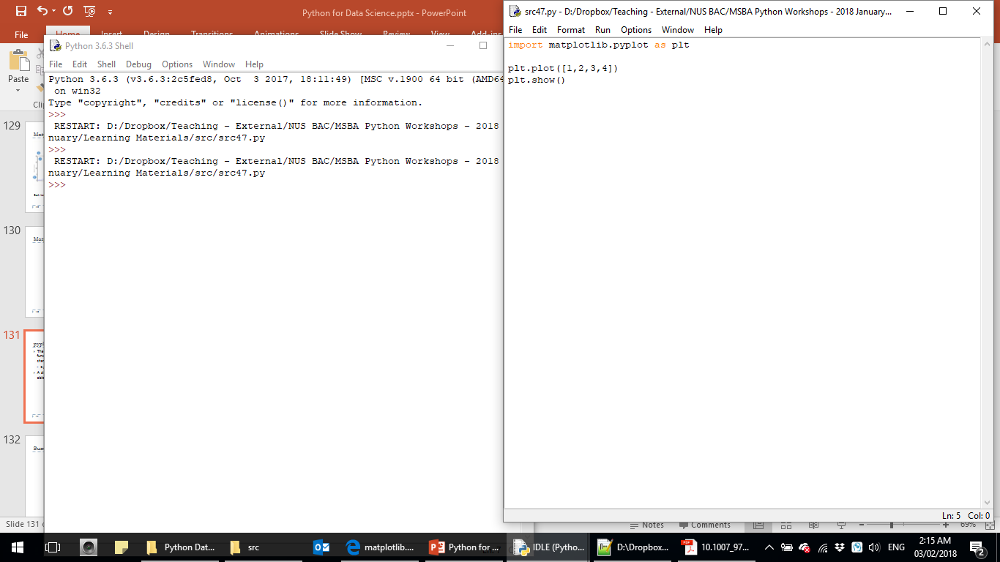 Python for Data Science.pptx - PowerPoint
File Home Insert Design Transitions Animations Slide Show Review View Add-ins
Paste
129
130
131
132
Slide 131
Notes Comments 69%
Python 3.6.3 Shell
File Edit Shell Debug Options Window Help
Python 3.6.3 (v3.6.3:2c5fed8, Oct  3 2017, 18:11:49) [MSC v.1900 64 bit (AMD64
 on win32
Type "copyright", "credits" or "license()" for more information.
>>>
 RESTART: D:/Dropbox/Teaching - External/NUS BAC/MSBA Python Workshops - 2018
nuary/Learning Materials/src/src47.py
>>>
 RESTART: D:/Dropbox/Teaching - External/NUS BAC/MSBA Python Workshops - 2018
nuary/Learning Materials/src/src47.py
>>>
src47.py - D:/Dropbox/Teaching - External/NUS BAC/MSBA Python Workshops - 2018 January...
File Edit Format Run Options Window Help
import matplotlib.pyplot as plt
plt.plot([1,2,3,4])
plt.show()
Ln: 5 Col: 0
Python Dat... src matplotlib.... Python for ... IDLE (Pytho... D:\Dropbox... 10.1007_97... ENG 2:15 AM
03/02/2018
2